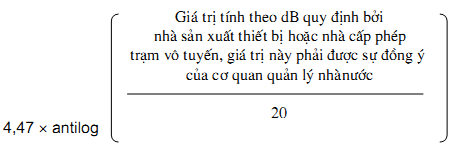 Giá trị tính theo dB quy định bởi
nhà sản xuất thiết bị hoặc nhà cấp phép
trạm vô tuyến, giá trị này phải được sự đồng ý
của cơ quan quản lý nhànước
20
4,47 × antilog